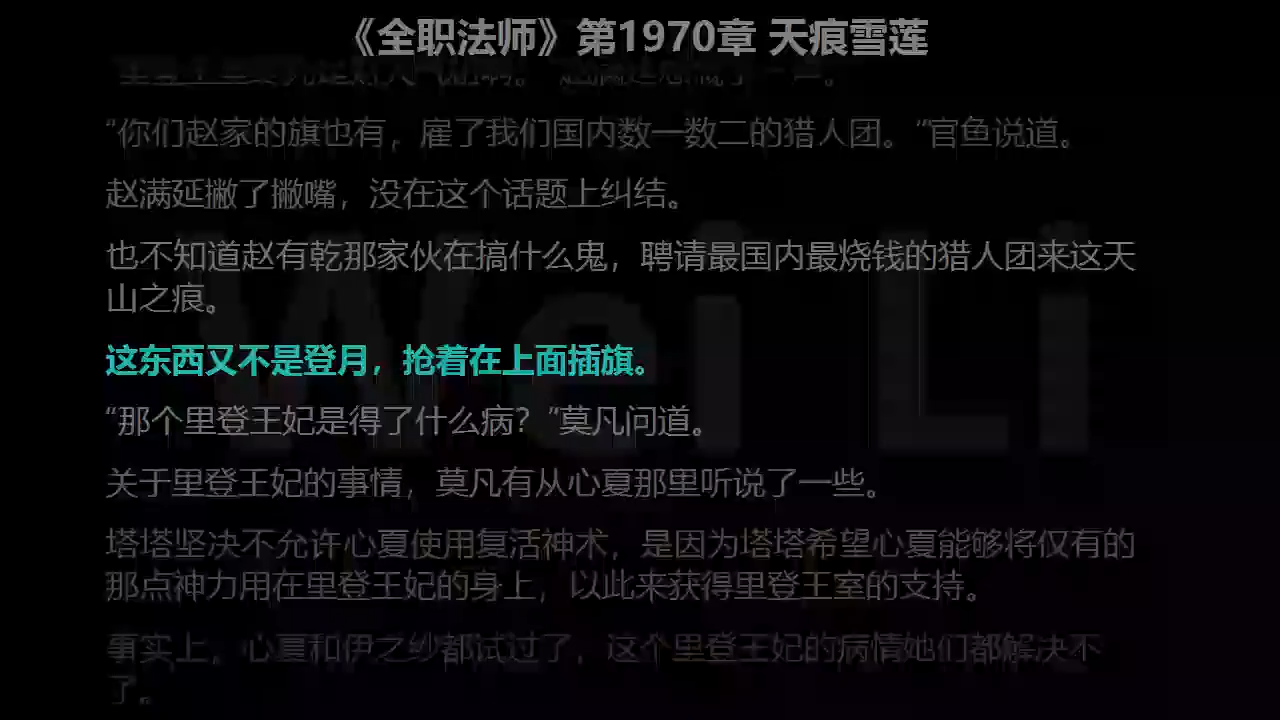 《全职法师》第1970章 天痕雪莲
“你们赵家的旗也有，雇了我们国内数一数二的猎人团。”官鱼说道。
赵满延撇了撇嘴，没在这个话题上纠结。
也不知道赵有乾那家伙在搞什么鬼，聘请最国内最烧钱的猎人团来这天
山之痕。
这东西又不是登月，抢着在上面插旗。
“那个里登王妃是得了什么病？”莫凡问道。
关于里登王妃的事情，莫凡有从心夏那里听说了一些。
塔塔坚决不允许心夏使用复活神术，是因为塔塔希望心夏能够将仅有的
那点神力用在里登王妃的身上，以此来获得里登王室的支持。
事实上，心夏和伊之纱都试过了，这个里登王妃的病情她们都解决不
了。
Wei Li